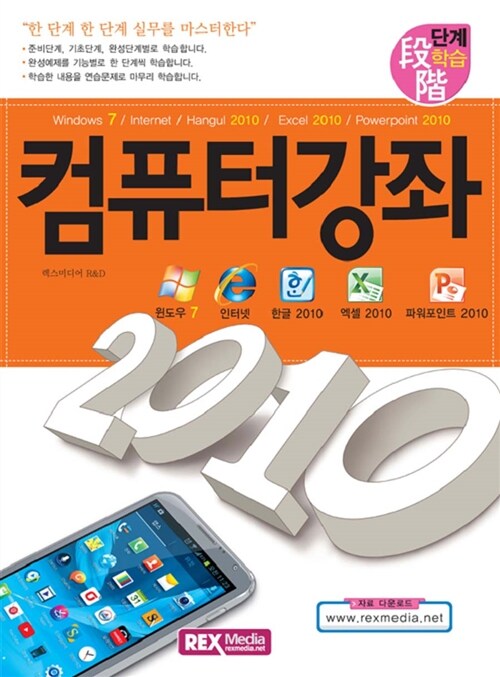 “한 단계 한 단계 실무를 마스터한다”
• 준비단계, 기초단계, 완성단계별로 학습합니다.
• 완성예제를 기능별로 한 단계씩 학습합니다.
• 학습한 내용을 연습문제로 마무리 학습합니다.
段階
단계
학습
Windows 7 / Internet / Hangul 2010 / Excel 2010 / Powerpoint 2010
컴퓨터강좌
렉스미디어 R&D
윈도우 7 인터넷 한글 2010 엑셀 2010 파워포인트 2010
2010
자료 다운로드
www.rexmedia.net
REX Media
rexmedia.net